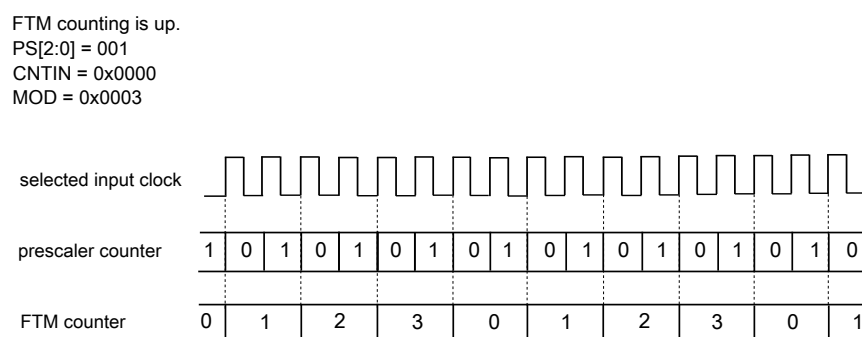 FTM counting is up.
PS[2:0] = 001
CNTIN = 0x0000
MOD = 0x0003
selected input clock
prescaler counter 1 0 1 0 1 0 1 0 1 0 1 0 1 0 1 0 1 0
FTM counter 0 1 2 3 0 1 2 3 0 1